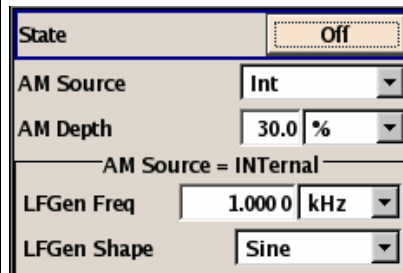 State Off
AM Source Int
AM Depth 30.0 %
AM Source = INTernal
LFGen Freq 1.000 0 kHz
LFGen Shape Sine